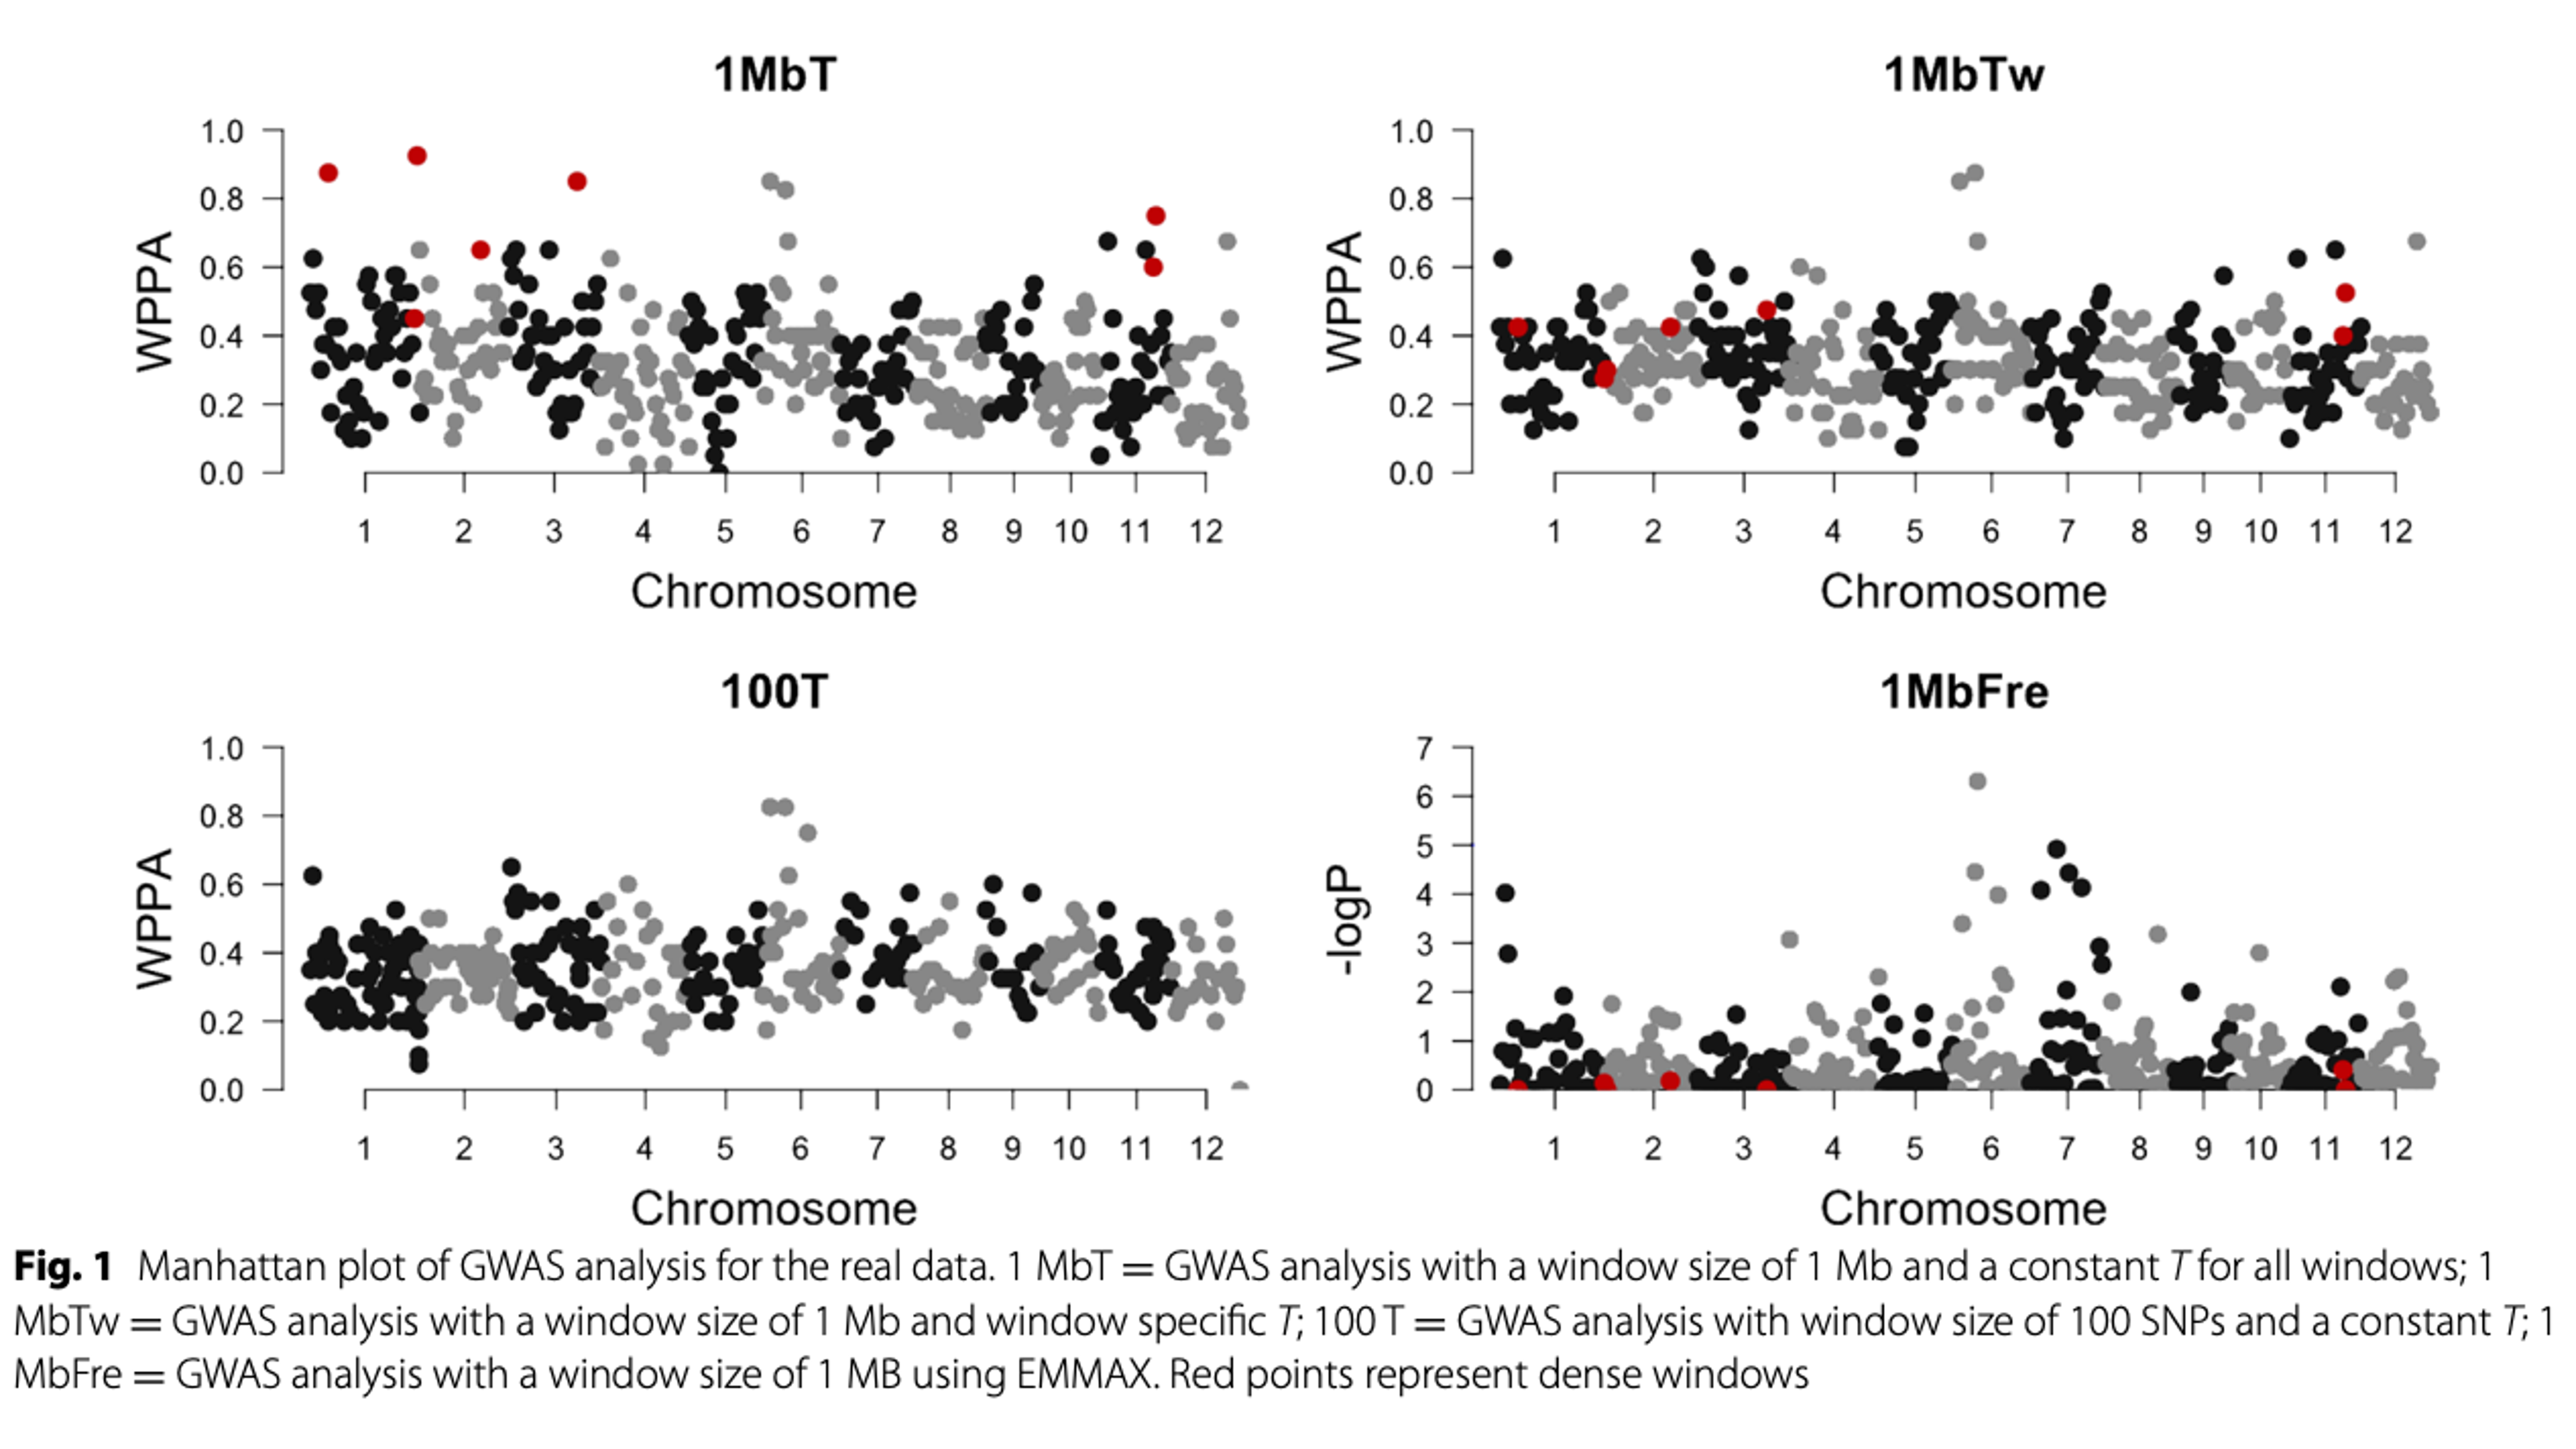 1MbT
1.0
0.8
0.6
0.4
0.2
0.0
WPPA
1 2 3 4 5 6 7 8 9 10 11 12
Chromosome
1MbTw
1.0
0.8
0.6
0.4
0.2
0.0
WPPA
1 2 3 4 5 6 7 8 9 10 11 12
Chromosome
100T
1.0
0.8
0.6
0.4
0.2
0.0
WPPA
1 2 3 4 5 6 7 8 9 10 11 12
Chromosome
1MbFre
7
6
5
4
3
2
1
0
-logP
1 2 3 4 5 6 7 8 9 10 11 12
Chromosome
Fig. 1 Manhattan plot of GWAS analysis for the real data. 1 MbT = GWAS analysis with a window size of 1 Mb and a constant T for all windows; 1
MbTw = GWAS analysis with a window size of 1 Mb and window specific T; 100 T = GWAS analysis with window size of 100 SNPs and a constant T; 1
MbFre = GWAS analysis with a window size of 1 MB using EMMAX. Red points represent dense windows